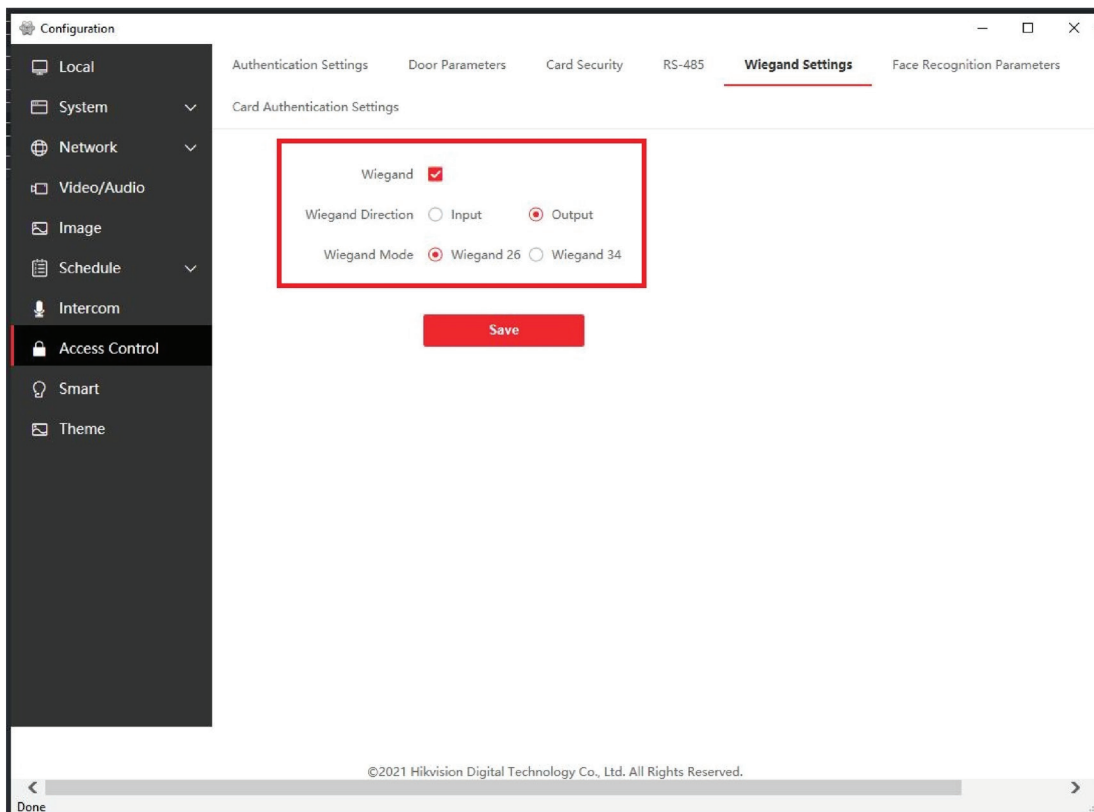 Configuration
Local
System
Network
Video/Audio
Image
Schedule
Intercom
Access Control
Smart
Theme
Authentication Settings Door Parameters Card Security RS-485 Wiegand Settings Face Recognition Parameters
Card Authentication Settings
Wiegand
Wiegand Direction Input Output
Wiegand Mode Wiegand 26 Wiegand 34
Save
©2021 Hikvision Digital Technology Co., Ltd. All Rights Reserved.
Done